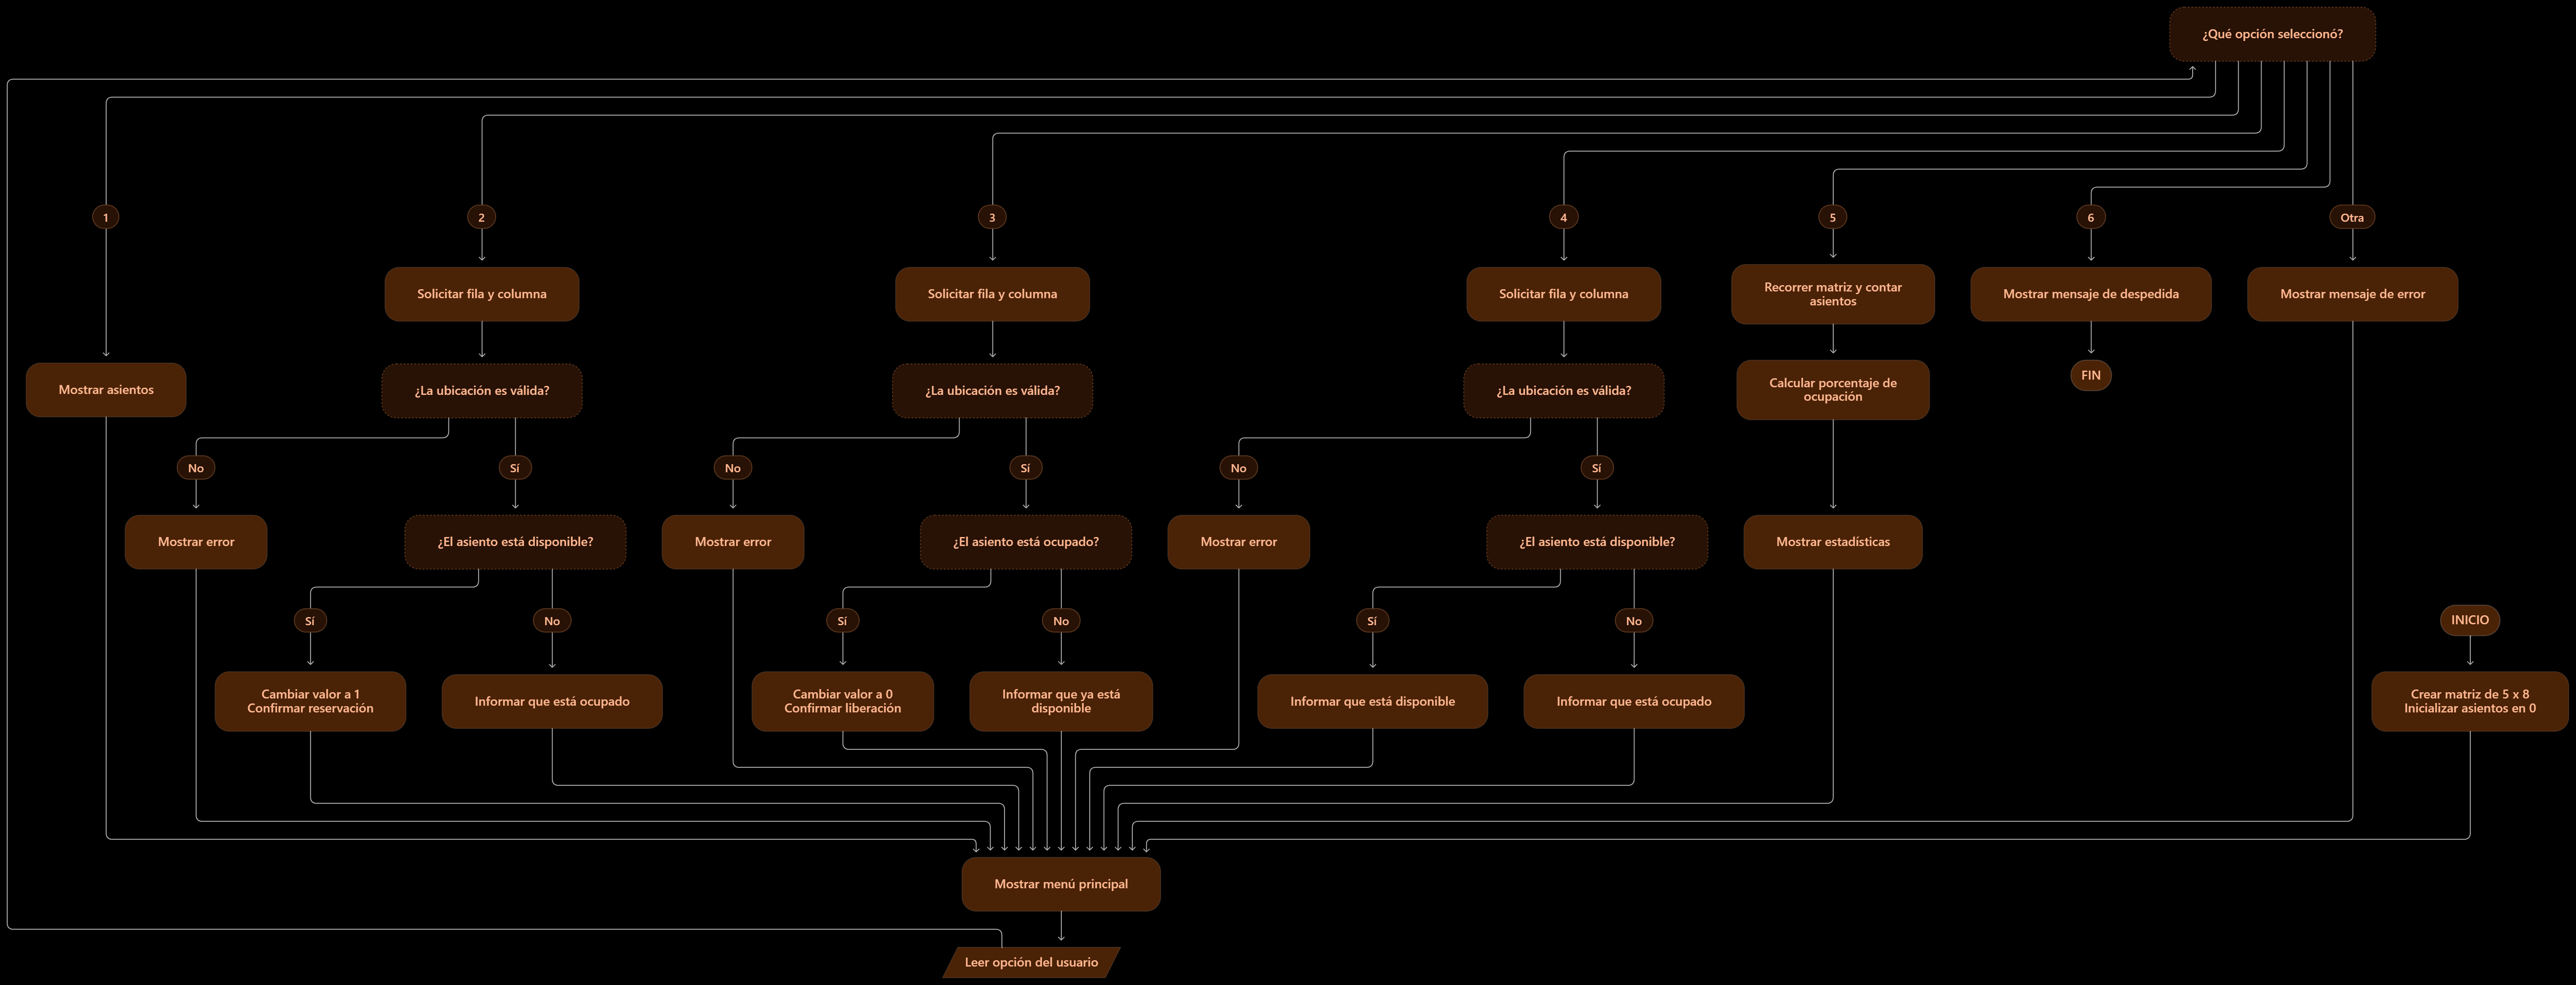 ¿Qué opción seleccionó?
1
2
3
4
5
6
Otra
Solicitar fila y columna
Solicitar fila y columna
Solicitar fila y columna
Recorrer matriz y contar
asientos
Mostrar mensaje de despedida
Mostrar mensaje de error
Mostrar asientos
¿La ubicación es válida?
¿La ubicación es válida?
¿La ubicación es válida?
Calcular porcentaje de
ocupación
FIN
No
Sí
No
Sí
No
Sí
Mostrar error
¿El asiento está disponible?
Mostrar error
¿El asiento está ocupado?
Mostrar error
¿El asiento está disponible?
Mostrar estadísticas
Sí
No
Sí
No
Sí
No
INICIO
Cambiar valor a 1
Confirmar reservación
Informar que está ocupado
Cambiar valor a 0
Confirmar liberación
Informar que ya está
disponible
Informar que está disponible
Informar que está ocupado
Crear matriz de 5 x 8
Inicializar asientos en 0
Mostrar menú principal
Leer opción del usuario